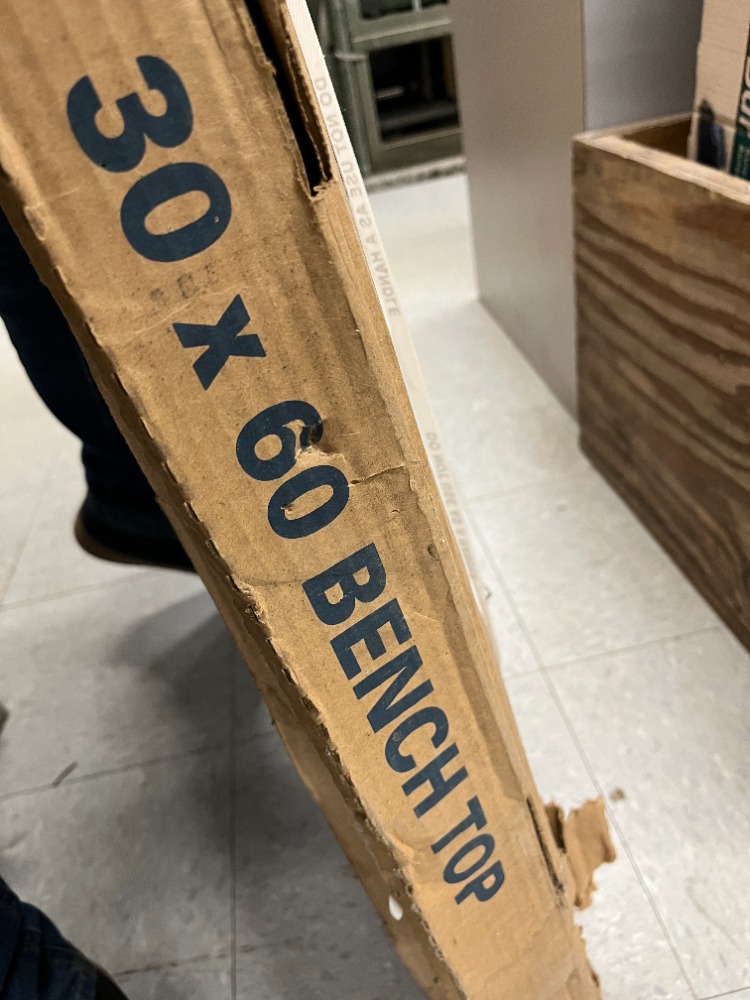 30 x 60 BENCH TOP
DO NOT USE AS A HANDLE